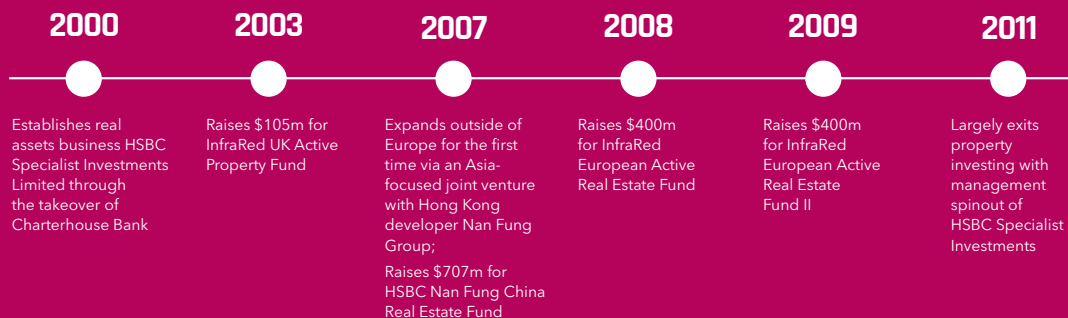 2000
Establishes real
assets business HSBC
Specialist Investments
Limited through
the takeover of
Charterhouse Bank
2003
Raises $105m for
InfraRed UK Active
Property Fund
2007
Expands outside of
Europe for the first
time via an Asia-
focused joint venture
with Hong Kong
developer Nan Fung
Group;
Raises $707m for
HSBC Nan Fung China
Real Estate Fund
2008
Raises $400m
for InfraRed
European Active
Real Estate Fund
2009
Raises $400m
for InfraRed
European Active
Real Estate
Fund II
2011
Largely exits
property
investing with
management
spinout of
HSBC Specialist
Investments